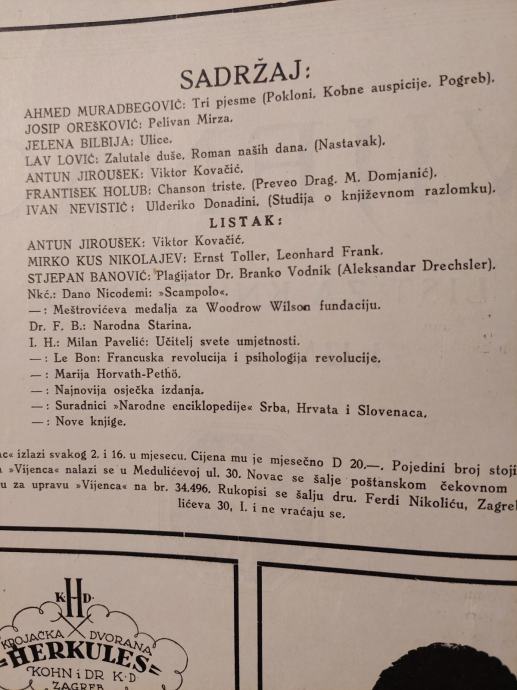 SADRŽAJ:
AHMED MURADBEGOVIĆ: Tri pjesme (Pokloni. Kobne auspicije. Pogreb).
JOSIP OREŠKOVIĆ: Pelivan Mirza.
JELENA BILBIJA: Ulice.
LAV LOVIĆ: Zalutale duše. Roman naših dana. (Nastavak).
ANTUN JIROUŠEK: Viktor Kovačić.
FRANTIŠEK HOLUB: Chanson triste. (Preveo Drag. M. Domjanić).
IVAN NEVISTIĆ: Ulderiko Donadini. (Studija o književnom razlomku).
LISTAK:
ANTUN JIROUŠEK: Viktor Kovačić.
MIRKO KUS NIKOLAJEV: Ernst Toller, Leonhard Frank.
STJEPAN BANOVIĆ: Plagijator Dr. Branko Vodnik (Aleksandar Drechsler).
Nkć.: Dano Nicodemi: »Scampolo«.
—: Meštrovićeva medalja za Woodrow Wilson fundaciju.
Dr. F. B.: Narodna Starina.
I. H.: Milan Pavelić: Učitelj svete umjetnosti.
—: Le Bon: Francuska revolucija i psihologija revolucije.
—: Marija Horvath-Pethö.
—: Najnovija osječka izdanja.
—: Suradnici »Narodne enciklopedije« Srba, Hrvata i Slovenaca.
—: Nove knjige.
izlazi svakog 2. i 16. u mjesecu. Cijena mu je mjesečno D 20.—. Pojedini broj stoji
»Vijenca« nalazi se u Medulićevoj ul. 30. Novac se šalje poštanskom čekovnom
za upravu »Vijenca« na br. 34.496. Rukopisi se šalju dru. Ferdi Nikoliću, Zagreb
lićeva 30, I. i ne vraćaju se.
K H D
KROJAČKA DVORANA
HERKULES
KOHN i DR K·D
ZAGREB